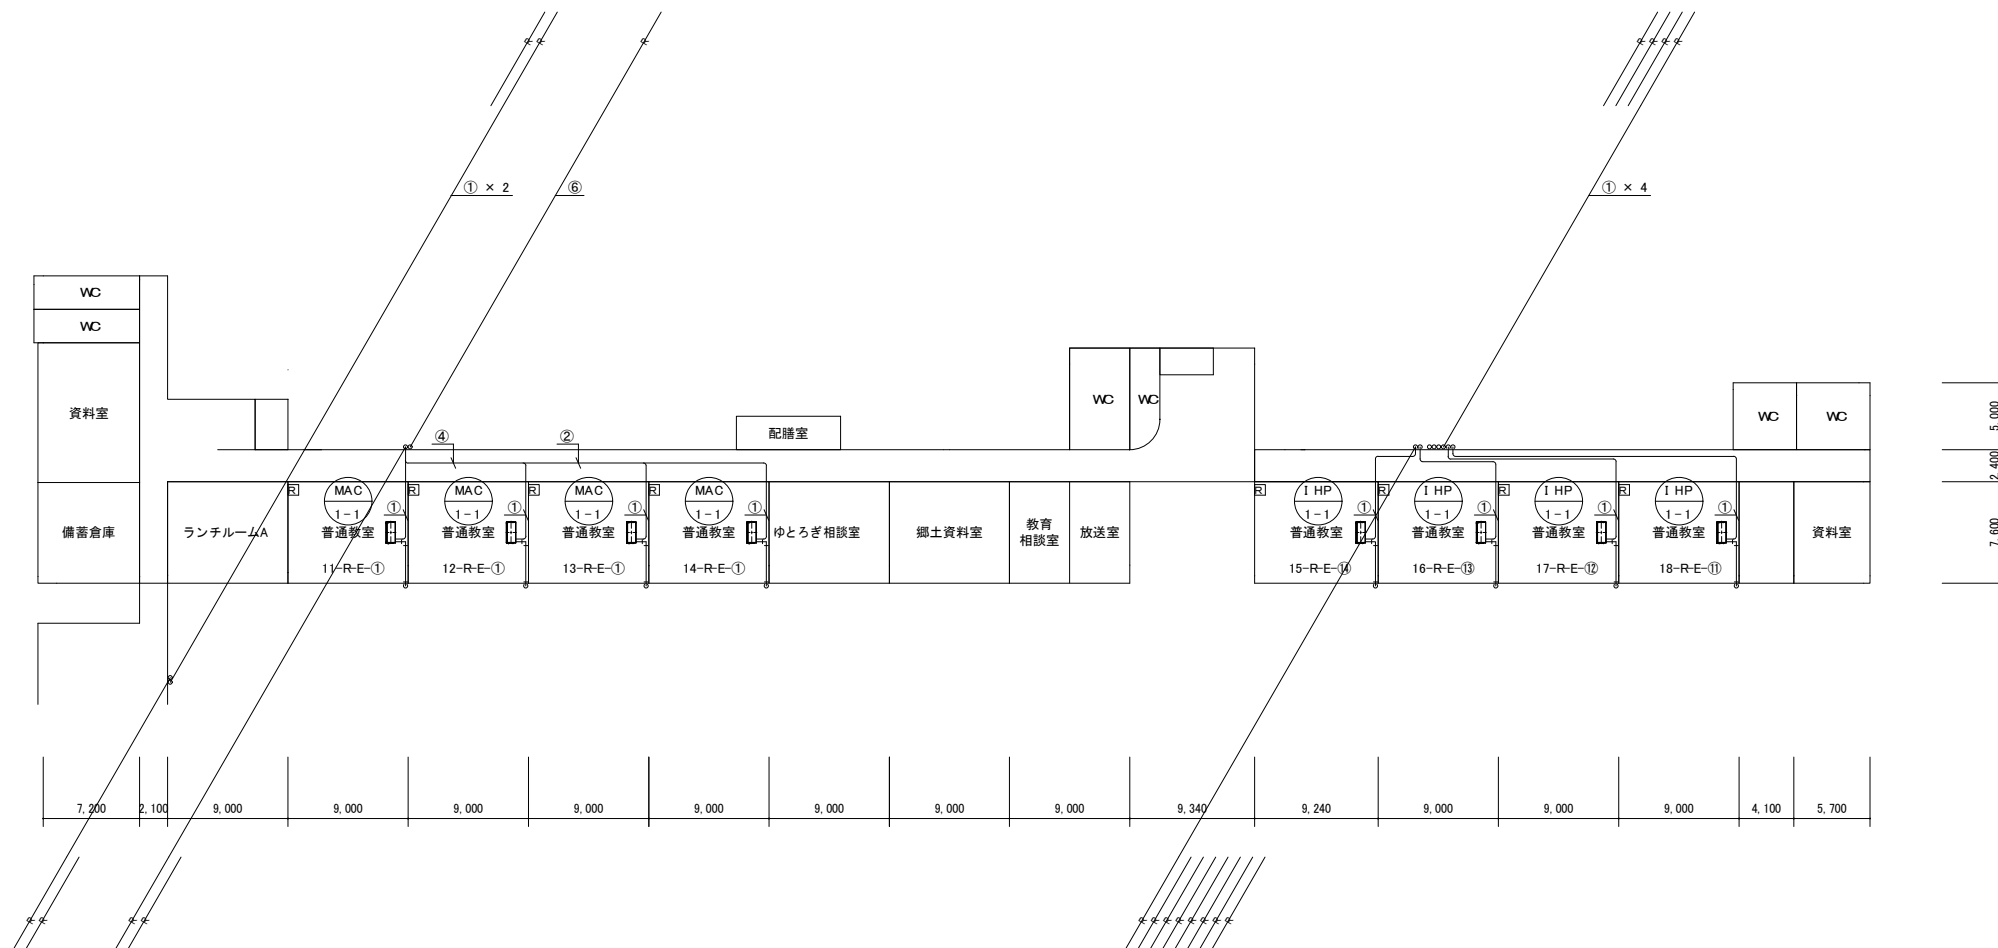 R R R R R R R
① × 2 ⑥ ① × 4
WC
WC
資料室
WC WC WC WC
配膳室
④ ② 
5,000
2,400
7,600
R R R R R R R R
MAC 1-1 MAC 1-1 MAC 1-1 MAC 1-1 IHP 1-1 IHP 1-1 IHP 1-1 IHP 1-1
① ① ① ① ① ① ① ①
備蓄倉庫 ランチルームA 普通教室 普通教室 普通教室 普通教室 ゆとろぎ相談室 郷土資料室 教育相談室 放送室 普通教室 普通教室 普通教室 普通教室 資料室
11-R-E-① 12-R-E-① 13-R-E-① 14-R-E-① 15-R-E-⑭ 16-R-E-⑬ 17-R-E-⑫ 18-R-E-⑪
7,200 2,100 9,000 9,000 9,000 9,000 9,000 9,000 9,000 9,000 9,340 9,240 9,000 9,000 9,000 4,100 5,700
R R R R R R R R R R R R